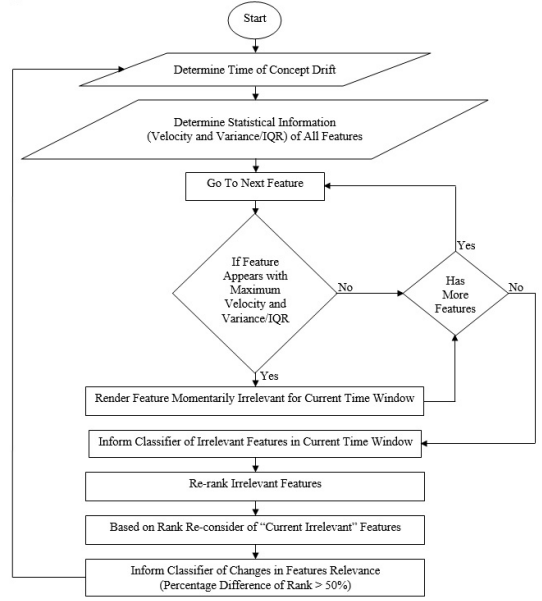 Start
Determine Time of Concept Drift
Determine Statistical Information
(Velocity and Variance/IQR) of All Features
Go To Next Feature
If Feature
Appears with
Maximum
Velocity and
Variance/IQR
No
Has
More
Features
Yes
No
Yes
Render Feature Momentarily Irrelevant for Current Time Window
Inform Classifier of Irrelevant Features in Current Time Window
Re-rank Irrelevant Features
Based on Rank Re-consider of “Current Irrelevant” Features
Inform Classifier of Changes in Features Relevance
(Percentage Difference of Rank > 50%)